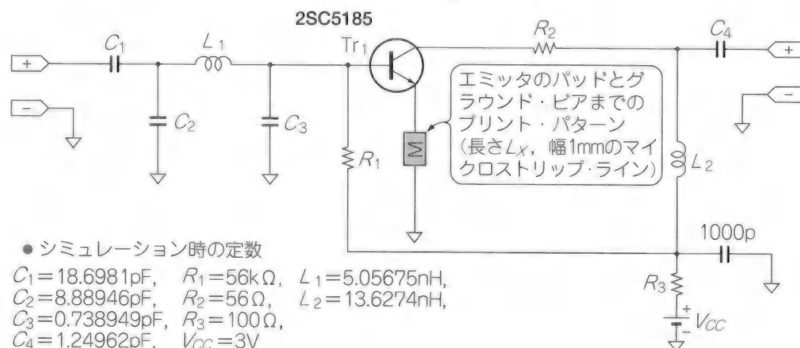 2SC5185
Tr1
C1
L1
R2
C4
+
−
C2
C3
R1
エミッタのパッドとグ
ラウンド・ビアまでの
プリント・パターン
(長さLX, 幅1mmのマイ
クロストリップ・ライン)
M
L2
+
−
1000p
R3
+
−
VCC
● シミュレーション時の定数
C1=18.6981pF, R1=56kΩ, L1=5.05675nH,
C2=8.88946pF, R2=56Ω, L2=13.6274nH,
C3=0.738949pF, R3=100Ω,
C4=1.24962pF, VCC=3V